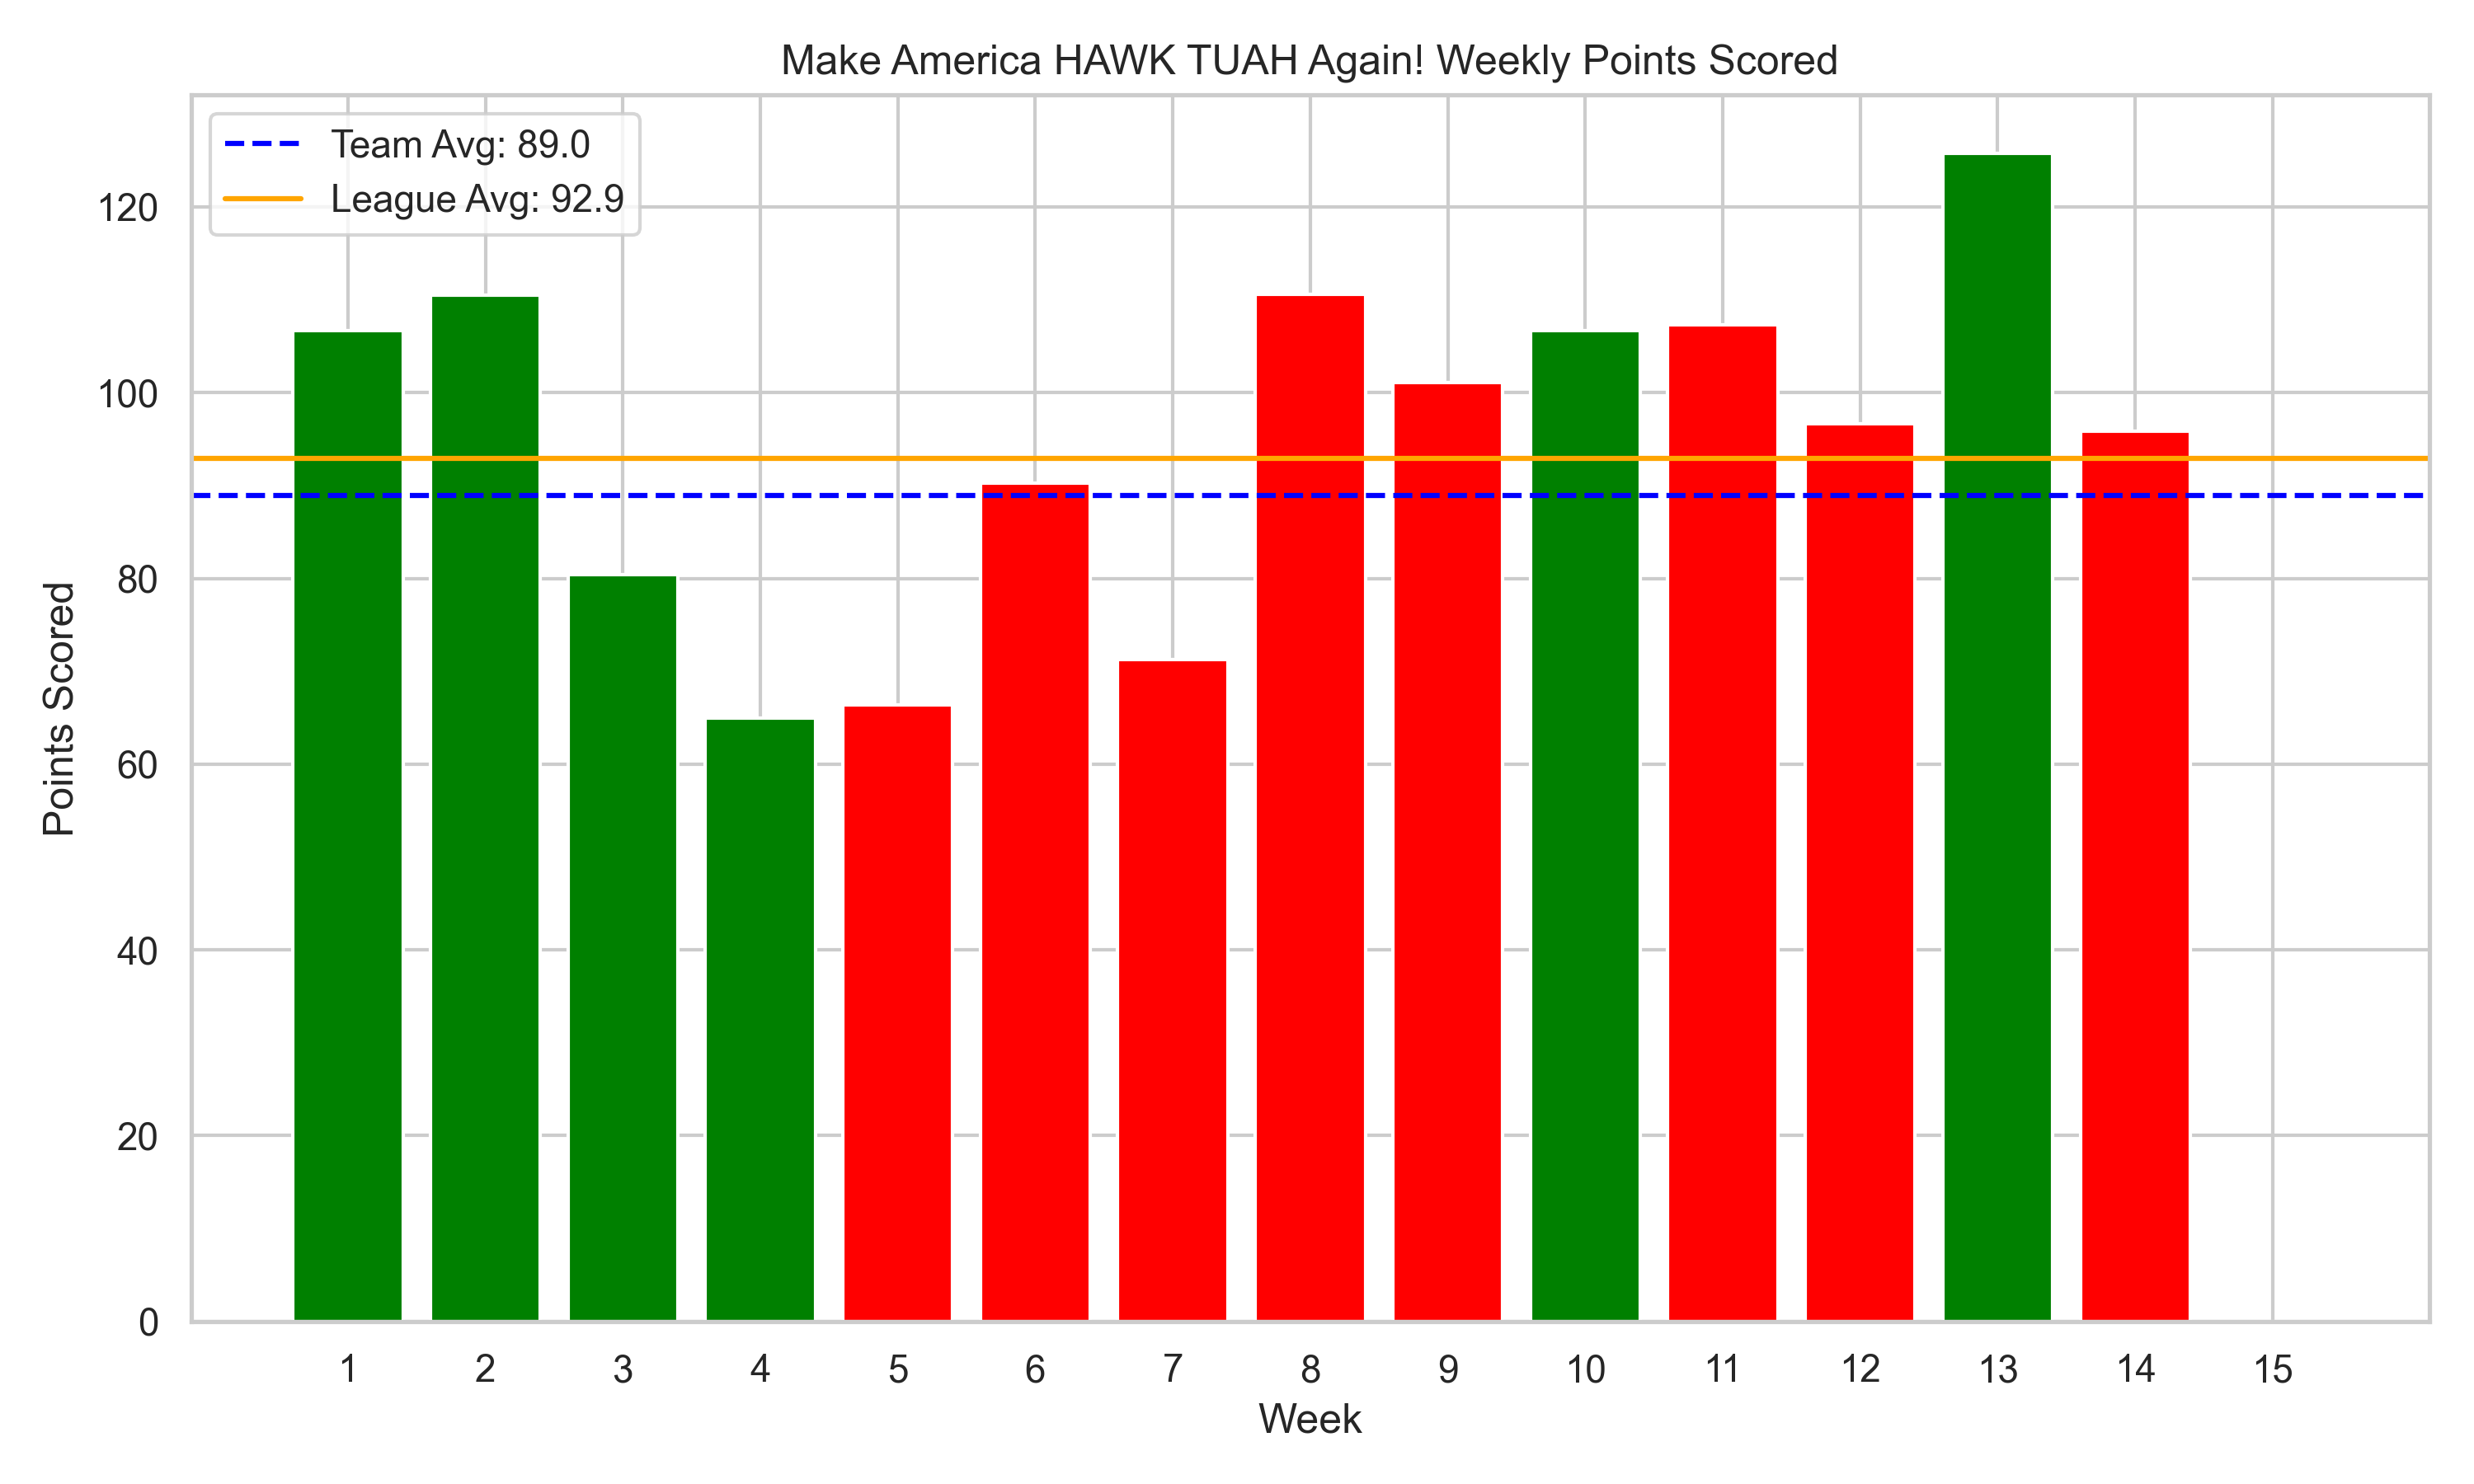 Make America HAWK TUAH Again! Weekly Points Scored
Team Avg: 89.0
League Avg: 92.9
Points Scored
120
100
80
60
40
20
0
1 2 3 4 5 6 7 8 9 10 11 12 13 14 15
Week